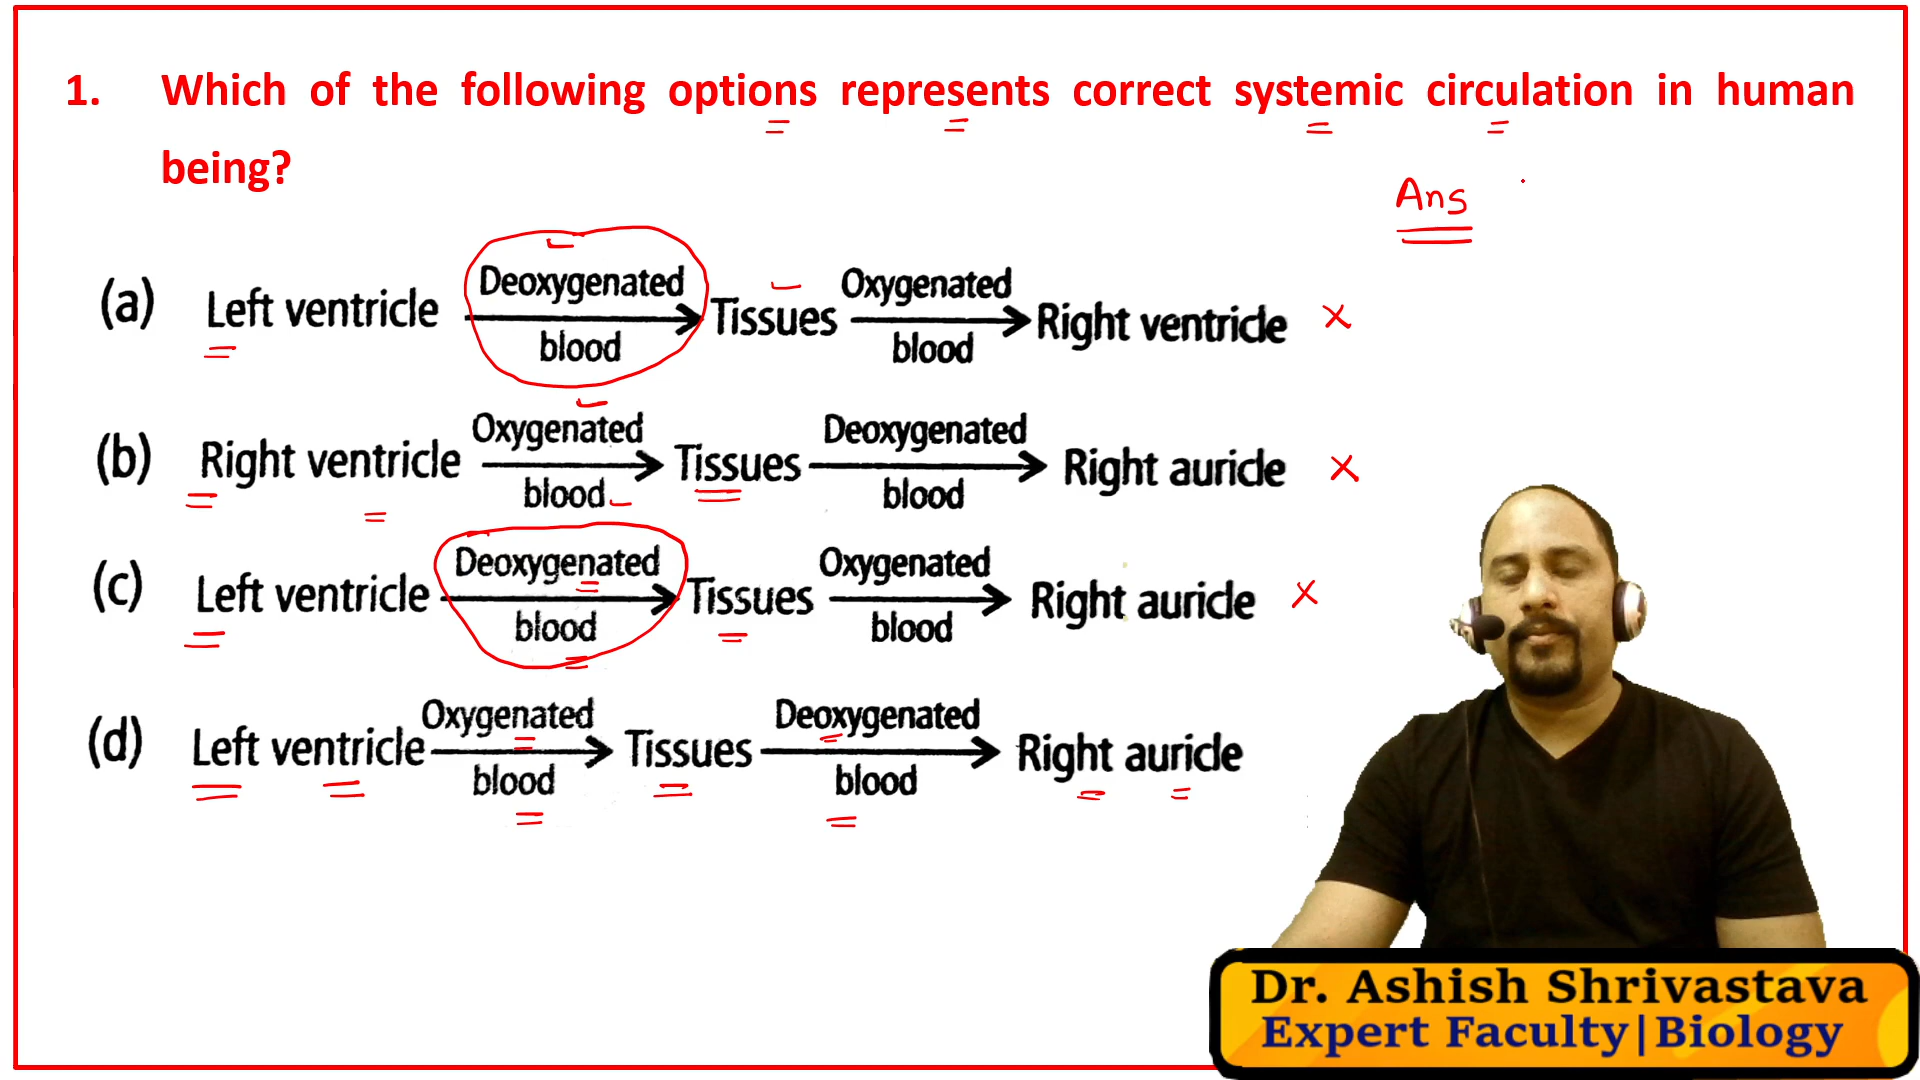 1. Which of the following options represents correct systemic circulation in human
being?
Ans
(a) Left ventricle Deoxygenated blood Tissues Oxygenated blood Right ventricle ×
(b) Right ventricle Oxygenated blood Tissues Deoxygenated blood Right auricle ×
(c) Left ventricle Deoxygenated blood Tissues Oxygenated blood Right auricle ×
(d) Left ventricle Oxygenated blood Tissues Deoxygenated blood Right auricle
Dr. Ashish Shrivastava
Expert Faculty|Biology